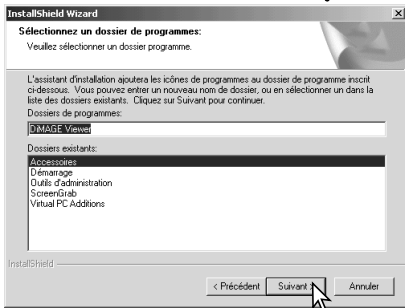 InstallShield Wizard
Sélectionnez un dossier de programmes:
Veuillez sélectionner un dossier programme.
L'assistant d'installation ajoutera les icônes de programmes au dossier de programme inscrit
ci-dessous. Vous pouvez entrer un nouveau nom de dossier, ou en sélectionner un dans la
liste des dossiers existants. Cliquez sur Suivant pour continuer.
Dossiers de programmes:
DiMAGE Viewer
Dossiers existants:
Accessoires
Démarrage
Outils d'administration
ScreenGrab
Virtual PC Additions
InstallShield
< Précédent Suivant > Annuler